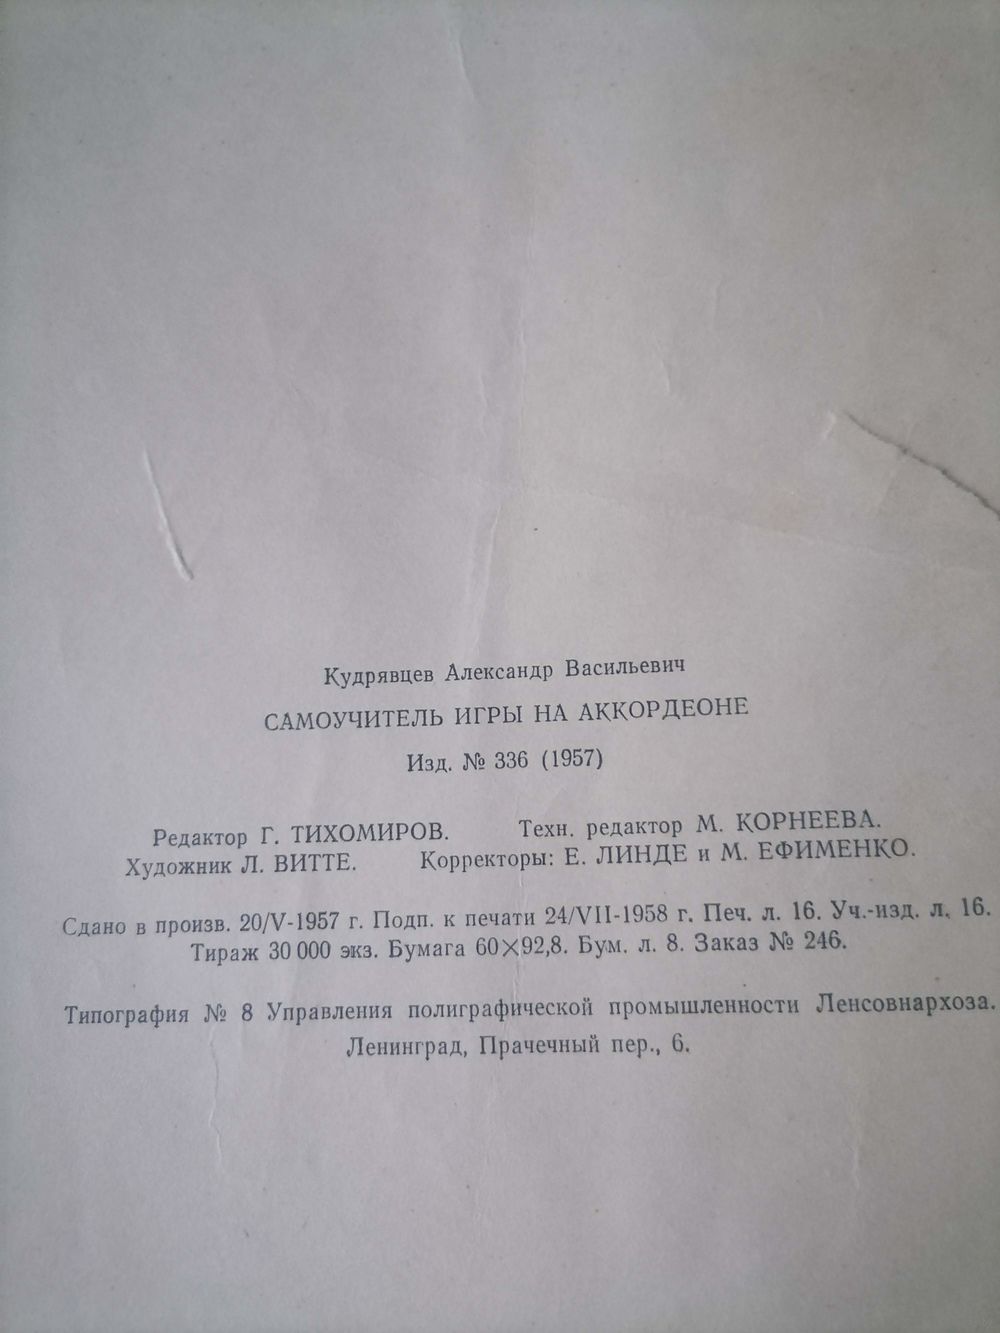 Кудрявцев Александр Васильевич
САМОУЧИТЕЛЬ ИГРЫ НА АККОРДЕОНЕ
Изд. № 336 (1957)
Редактор Г. ТИХОМИРОВ. Техн. редактор М. КОРНЕЕВА.
Художник Л. ВИТТЕ. Корректоры: Е. ЛИНДЕ и М. ЕФИМЕНКО.
Сдано в произв. 20/V-1957 г. Подп. к печати 24/VII-1958 г. Печ. л. 16. Уч.-изд. л. 16.
Тираж 30 000 экз. Бумага 60×92,8. Бум. л. 8. Заказ № 246.
Типография № 8 Управления полиграфической промышленности Ленсовнархоза.
Ленинград, Прачечный пер., 6.